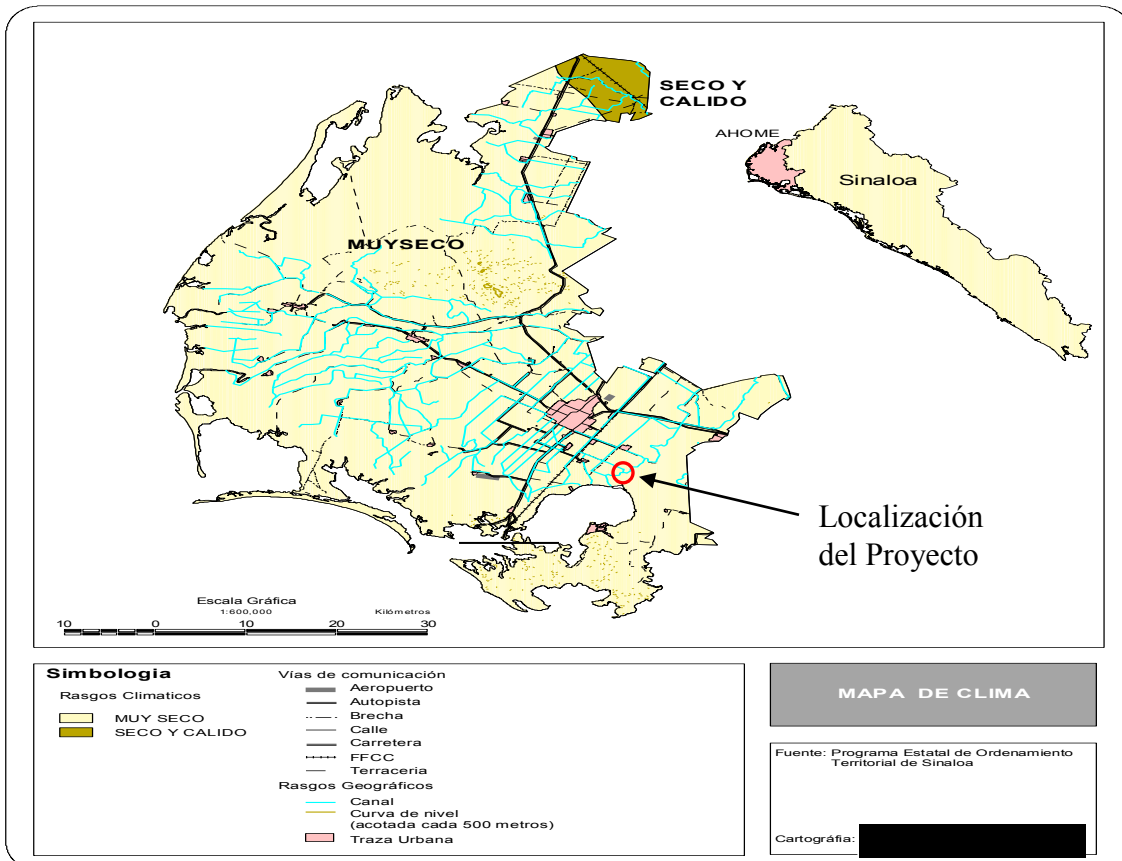 SECO Y
CALIDO
AHOME
Sinaloa
MUYSECO
Localización
del Proyecto
Escala Gráfica
1:600,000
Kilómetros
10 0 10 20 30
Simbologia
Rasgos Climaticos
MUY SECO
SECO Y CALIDO
Vías de comunicación
Aeropuerto
Autopista
Brecha
Calle
Carretera
FFCC
Terraceria
Rasgos Geográficos
Canal
Curva de nivel
(acotada cada 500 metros)
Traza Urbana
MAPA DE CLIMA
Fuente: Programa Estatal de Ordenamiento
Territorial de Sinaloa
Cartográfia: